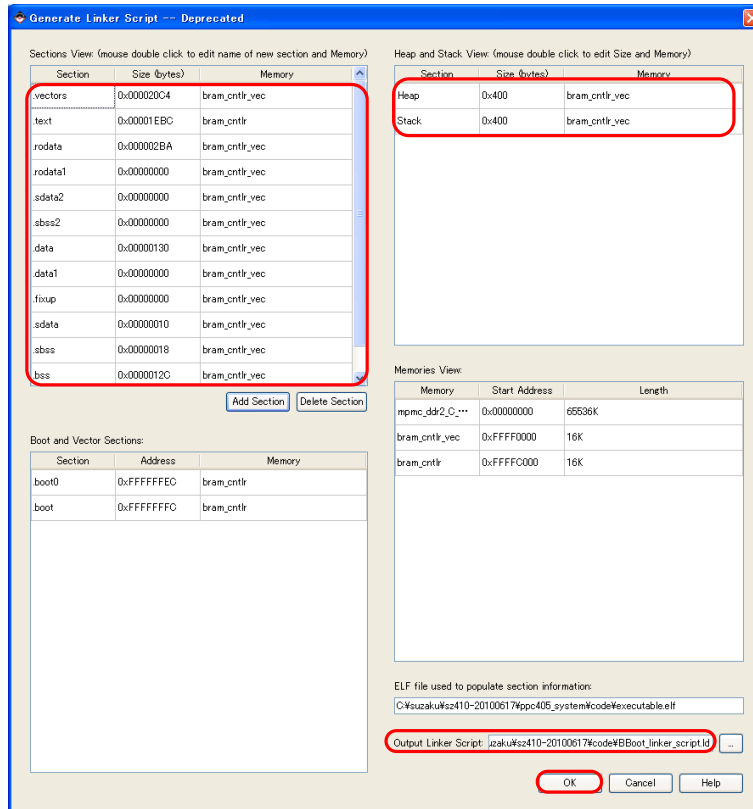 Generate Linker Script -- Deprecated
Sections View: (mouse double click to edit name of new section and Memory)
Section Size (bytes) Memory
.vectors 0x000020C4 bram_cntlr_vec
.text 0x00001EBC bram_cntlr
.rodata 0x000002BA bram_cntlr_vec
.rodata1 0x00000000 bram_cntlr_vec
.sdata2 0x00000000 bram_cntlr_vec
.sbss2 0x00000000 bram_cntlr_vec
.data 0x00000130 bram_cntlr_vec
.data1 0x00000000 bram_cntlr_vec
.fixup 0x00000000 bram_cntlr_vec
.sdata 0x00000010 bram_cntlr_vec
.sbss 0x00000018 bram_cntlr_vec
.bss 0x0000012C bram_cntlr_vec
Add Section Delete Section
Boot and Vector Sections:
Section Address Memory
.boot0 0xFFFFFFEC bram_cntlr
.boot 0xFFFFFFFC bram_cntlr
Heap and Stack View: (mouse double click to edit Size and Memory)
Section Size (bytes) Memory
Heap 0x400 bram_cntlr_vec
Stack 0x400 bram_cntlr_vec
Memories View:
Memory Start Address Length
mpmc_ddr2_C_… 0x00000000 65536K
bram_cntlr_vec 0xFFFF0000 16K
bram_cntlr 0xFFFFC000 16K
ELF file used to populate section information:
C:¥suzaku¥sz410-20100617¥ppc405_system¥code¥executable.elf
Output Linker Script: uzaku¥sz410-20100617¥code¥BBoot_linker_script.ld ...
OK Cancel Help